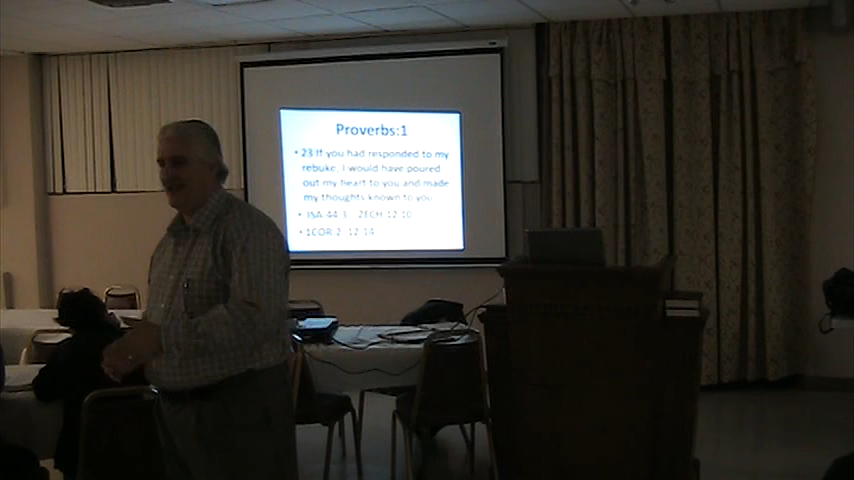 Proverbs:1
• 23 If you had responded to my
rebuke, I would have poured
out my heart to you and made
my thoughts known to you.
• ISA 44:3 ZECH 12:10
• 1COR 2:12-14